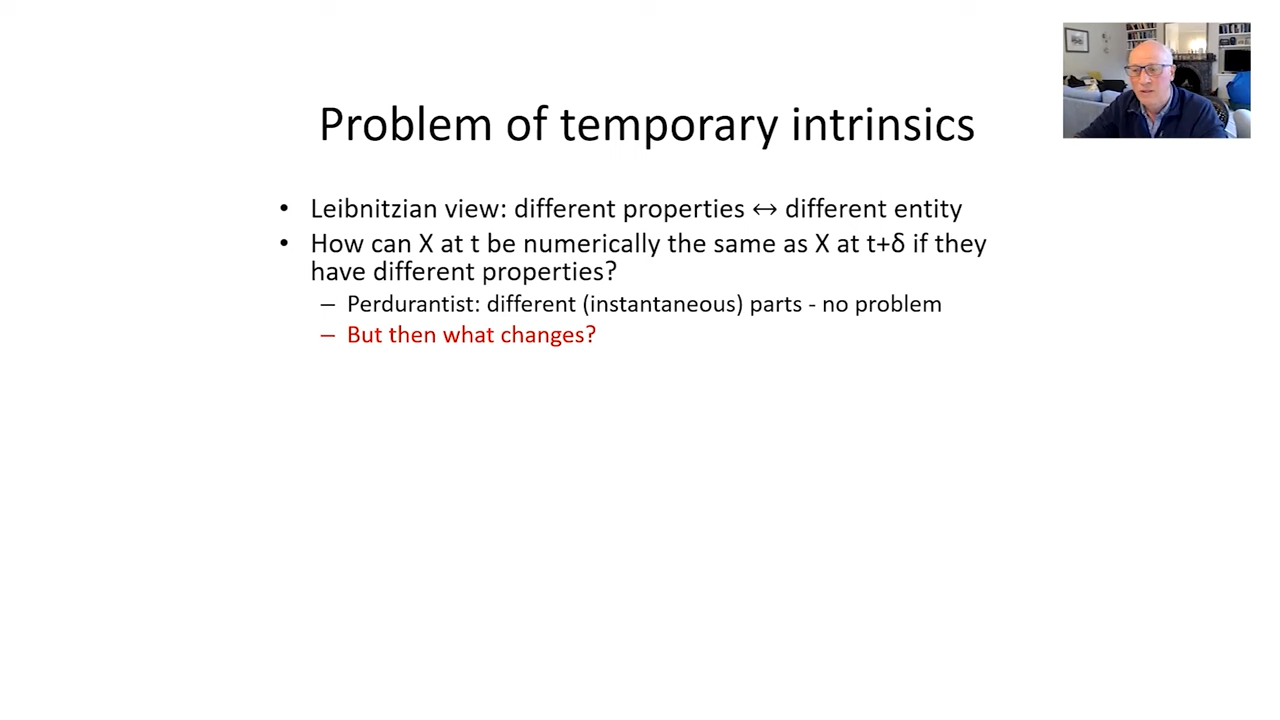 Problem of temporary intrinsics
• Leibnitzian view: different properties ↔ different entity
• How can X at t be numerically the same as X at t+δ if they
have different properties?
– Perdurantist: different (instantaneous) parts - no problem
– But then what changes?